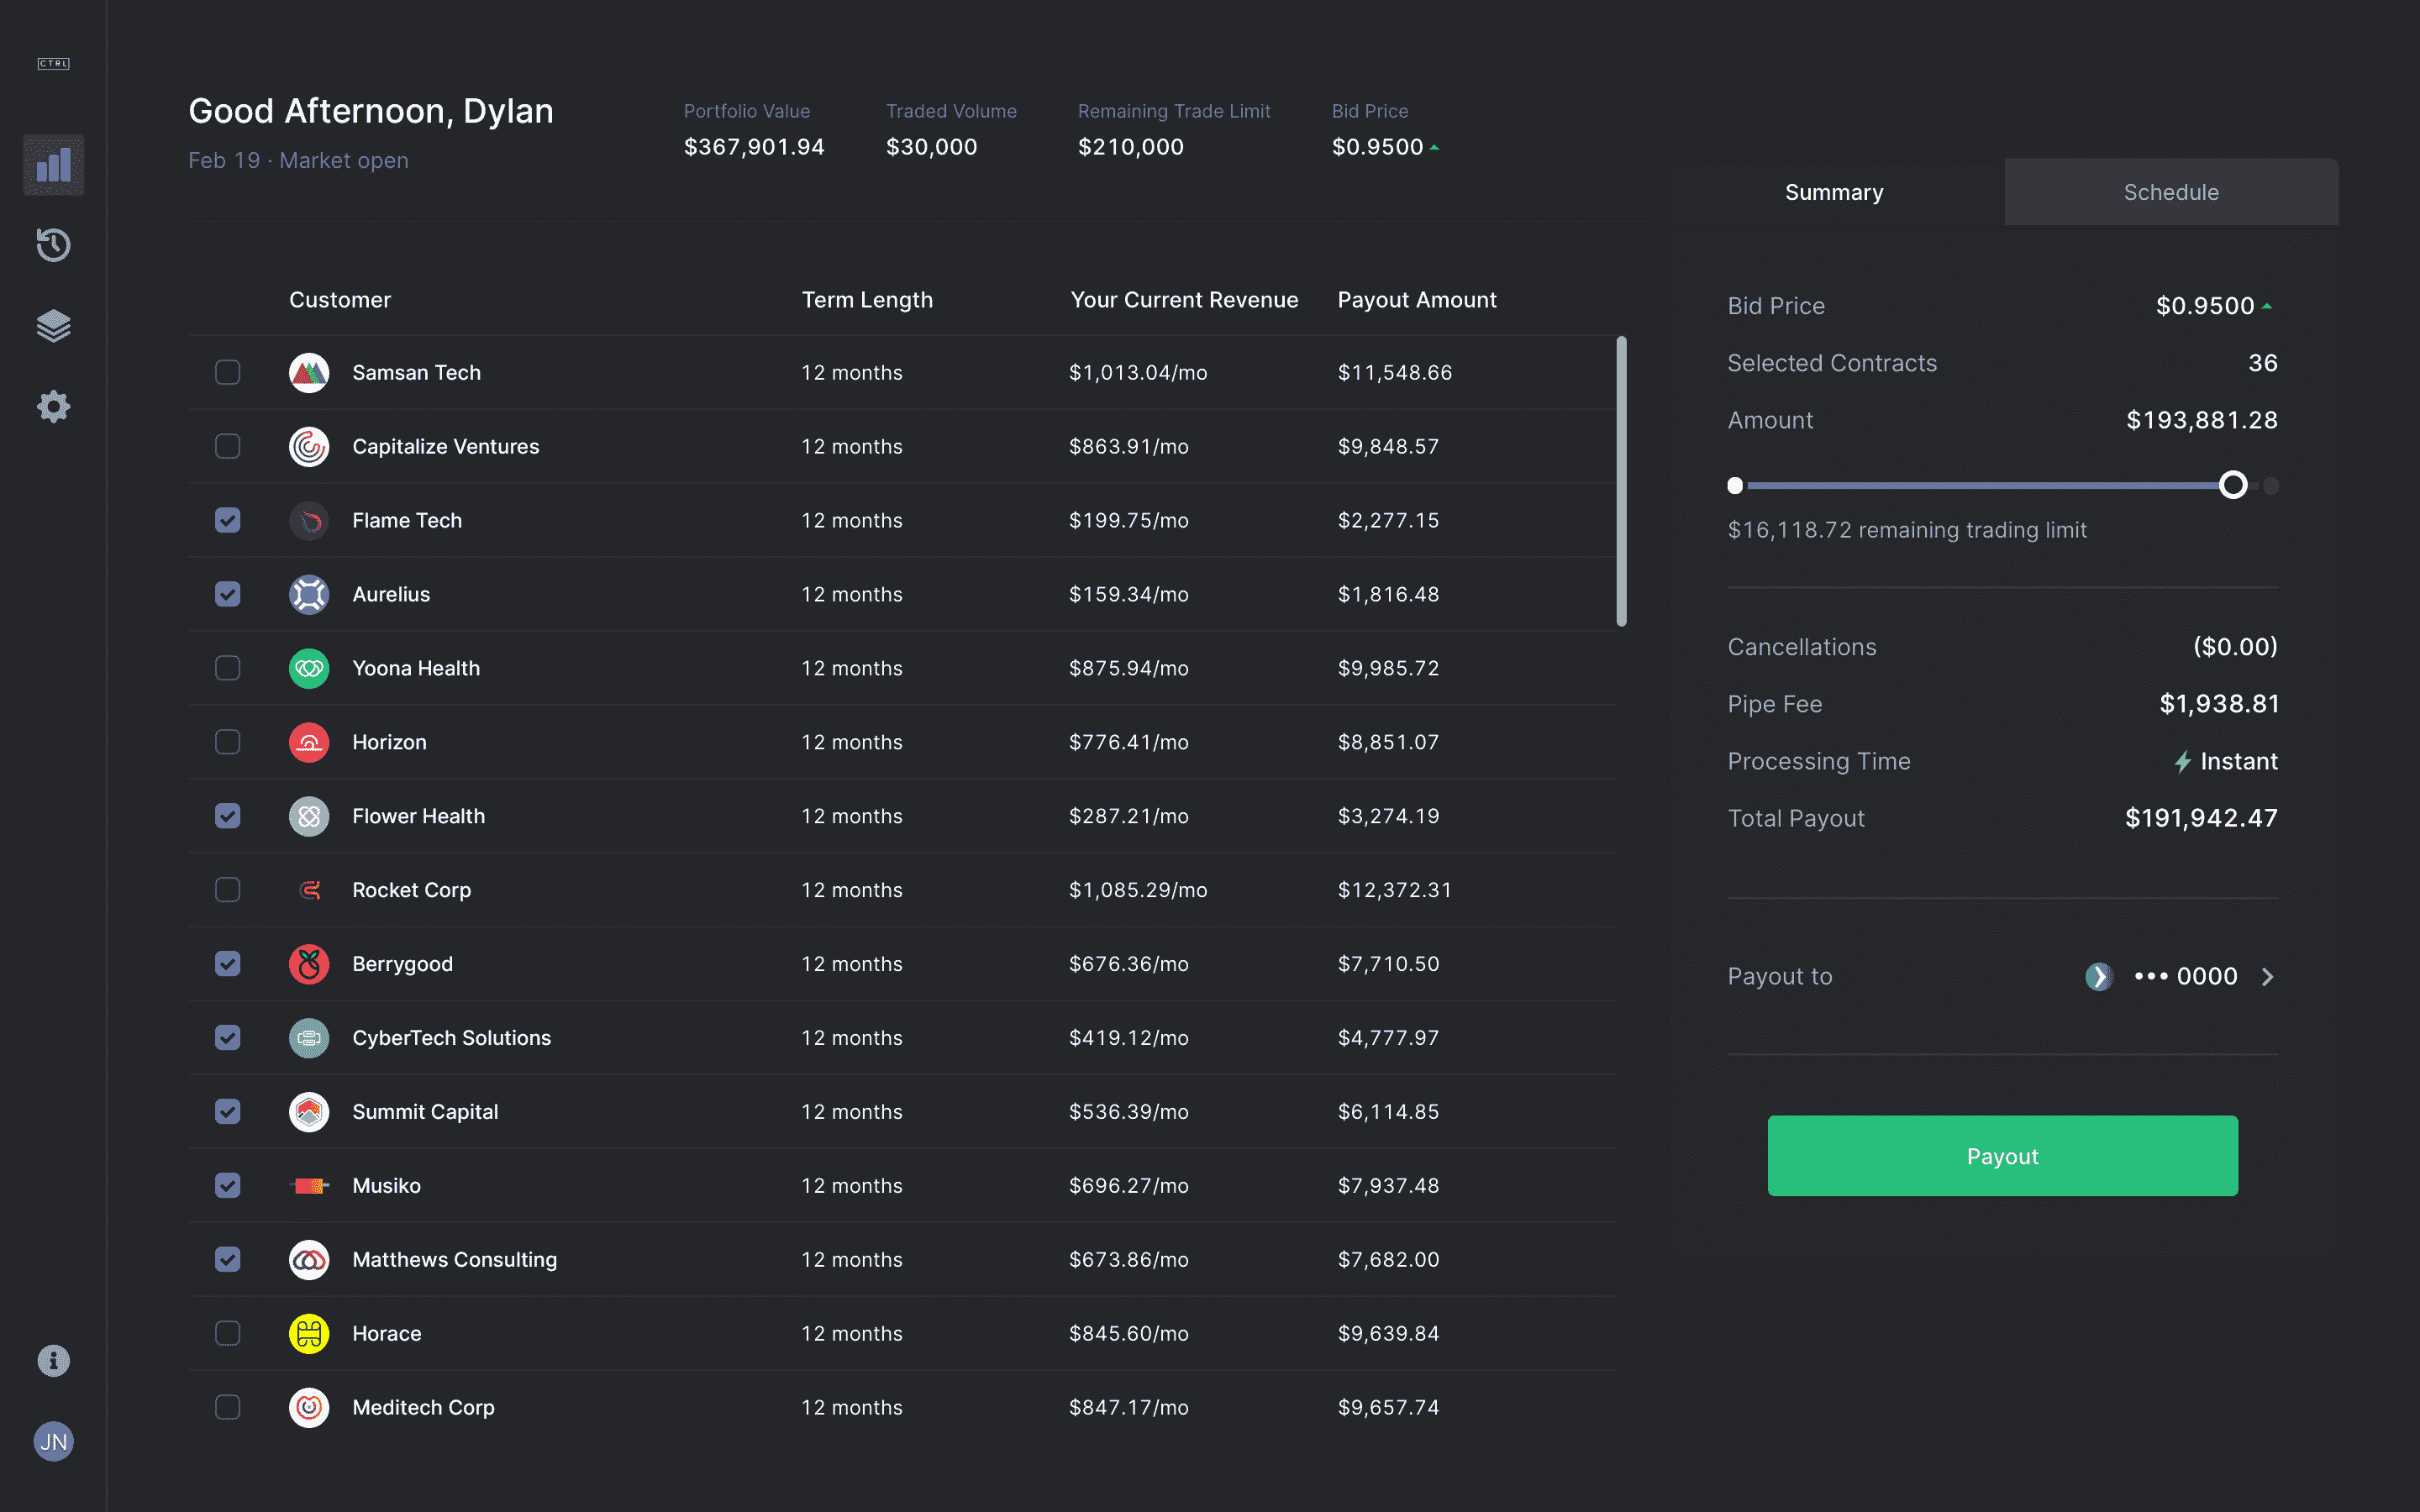 CTRL
Good Afternoon, Dylan
Feb 19 · Market open
Portfolio Value
$367,901.94
Traded Volume
$30,000
Remaining Trade Limit
$210,000
Bid Price
$0.9500
Customer Term Length Your Current Revenue Payout Amount
Samsan Tech 12 months $1,013.04/mo $11,548.66
Capitalize Ventures 12 months $863.91/mo $9,848.57
Flame Tech 12 months $199.75/mo $2,277.15
Aurelius 12 months $159.34/mo $1,816.48
Yoona Health 12 months $875.94/mo $9,985.72
Horizon 12 months $776.41/mo $8,851.07
Flower Health 12 months $287.21/mo $3,274.19
Rocket Corp 12 months $1,085.29/mo $12,372.31
Berrygood 12 months $676.36/mo $7,710.50
CyberTech Solutions 12 months $419.12/mo $4,777.97
Summit Capital 12 months $536.39/mo $6,114.85
Musiko 12 months $696.27/mo $7,937.48
Matthews Consulting 12 months $673.86/mo $7,682.00
Horace 12 months $845.60/mo $9,639.84
Meditech Corp 12 months $847.17/mo $9,657.74
Summary Schedule
Bid Price $0.9500
Selected Contracts 36
Amount $193,881.28
$16,118.72 remaining trading limit
Cancellations ($0.00)
Pipe Fee $1,938.81
Processing Time Instant
Total Payout $191,942.47
Payout to ••• 0000
Payout
JN